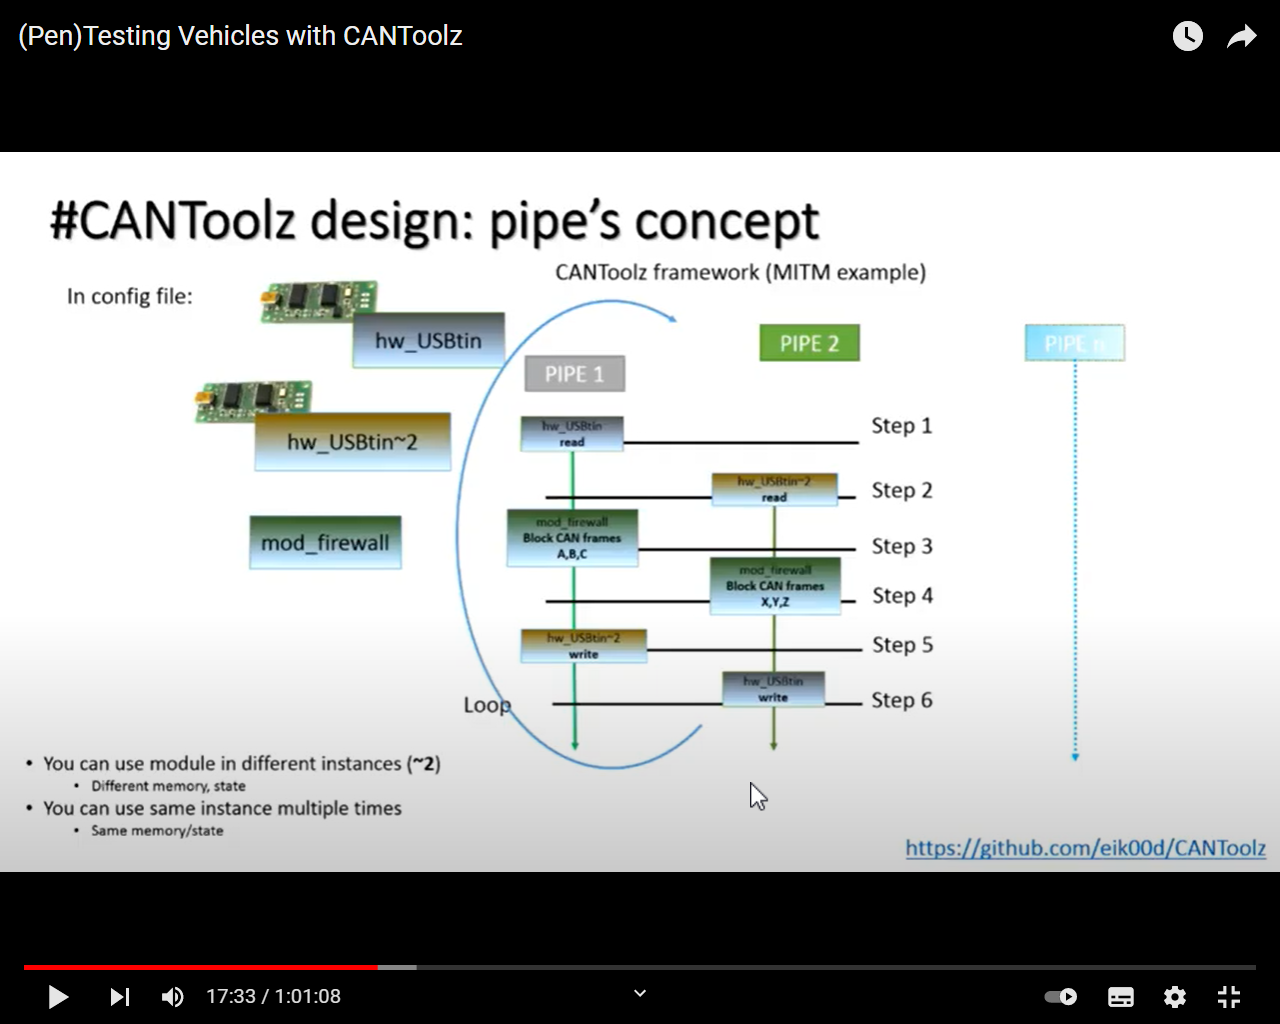 (Pen)Testing Vehicles with CANToolz
#CANToolz design: pipe's concept
CANToolz framework (MITM example)
In config file:
hw_USBtin
hw_USBtin~2
mod_firewall
PIPE 1
PIPE 2
PIPE n
hw_USBtin
read
Step 1
hw_USBtin~2
read
Step 2
mod_firewall
Block CAN frames
A,B,C
Step 3
mod_firewall
Block CAN frames
X,Y,Z
Step 4
hw_USBtin~2
write
Step 5
hw_USBtin
write
Step 6
Loop
• You can use module in different instances (~2)
• Different memory, state
• You can use same instance multiple times
• Same memory/state
https://github.com/eik00d/CANToolz
17:33 / 1:01:08